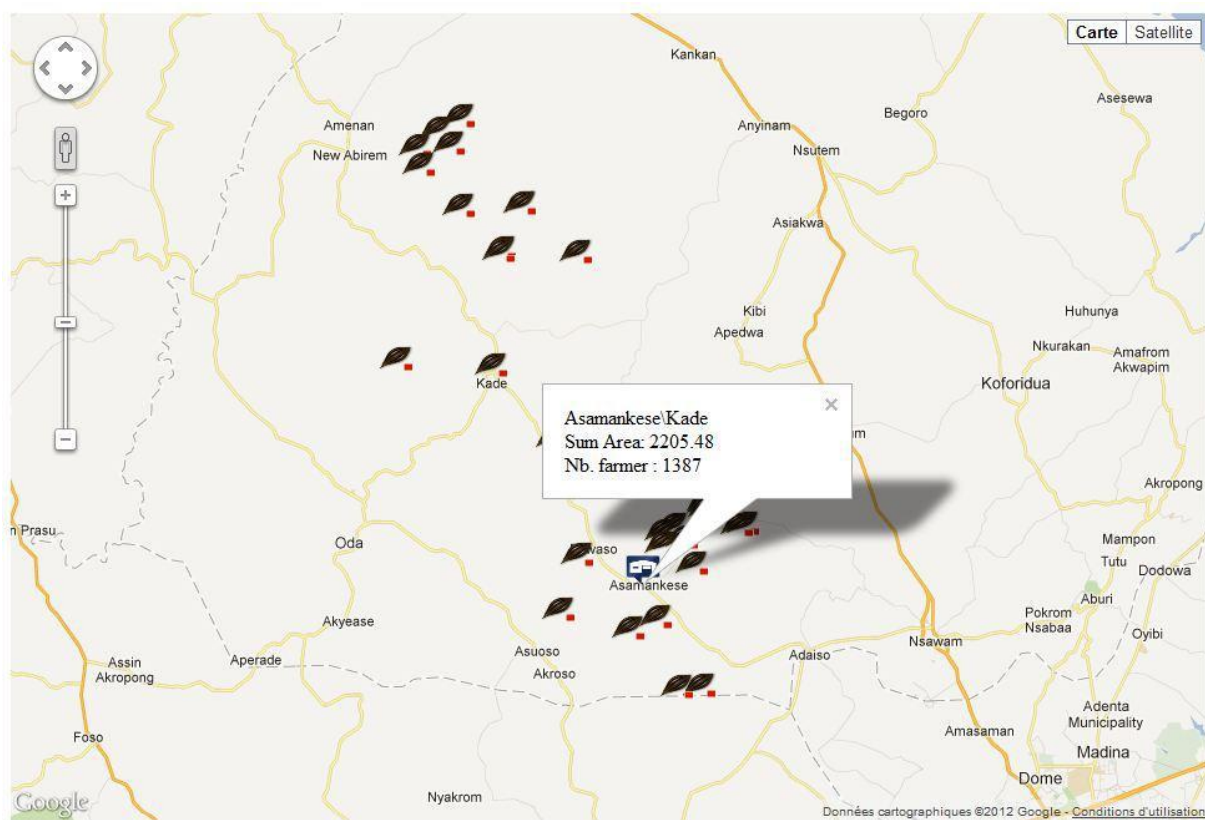 Carte
Satellite
Kankan
Begoro
Asesewa
Amenan
Anyinam
New Abirem
Nsutem
Asiakwa
Kibi
Apedwa
Huhunya
Nkurakan
Amafrom
Akwapim
Koforidua
Kade
Asamankese\Kade
Sum Area: 2205.48
Nb. farmer : 1387
um
Akropong
n Prasu
Oda
waso
Mampon
Tutu
Dodowa
Asamankese
Aburi
Akyease
Pokrom
Nsabaa
Oyibi
Nsawam
Asuoso
Adaiso
Assin
Akropong
Aperade
Akroso
Adenta
Municipality
Foso
Amasaman
Madina
Dome
Nyakrom
Google
Données cartographiques ©2012 Google - Conditions d'utilisation